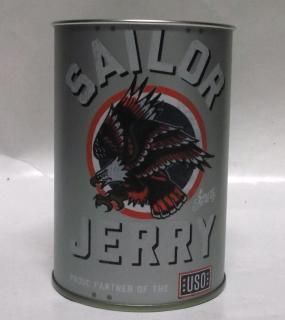 SAILOR
JERRY
PROUD PARTNER OF THE USO